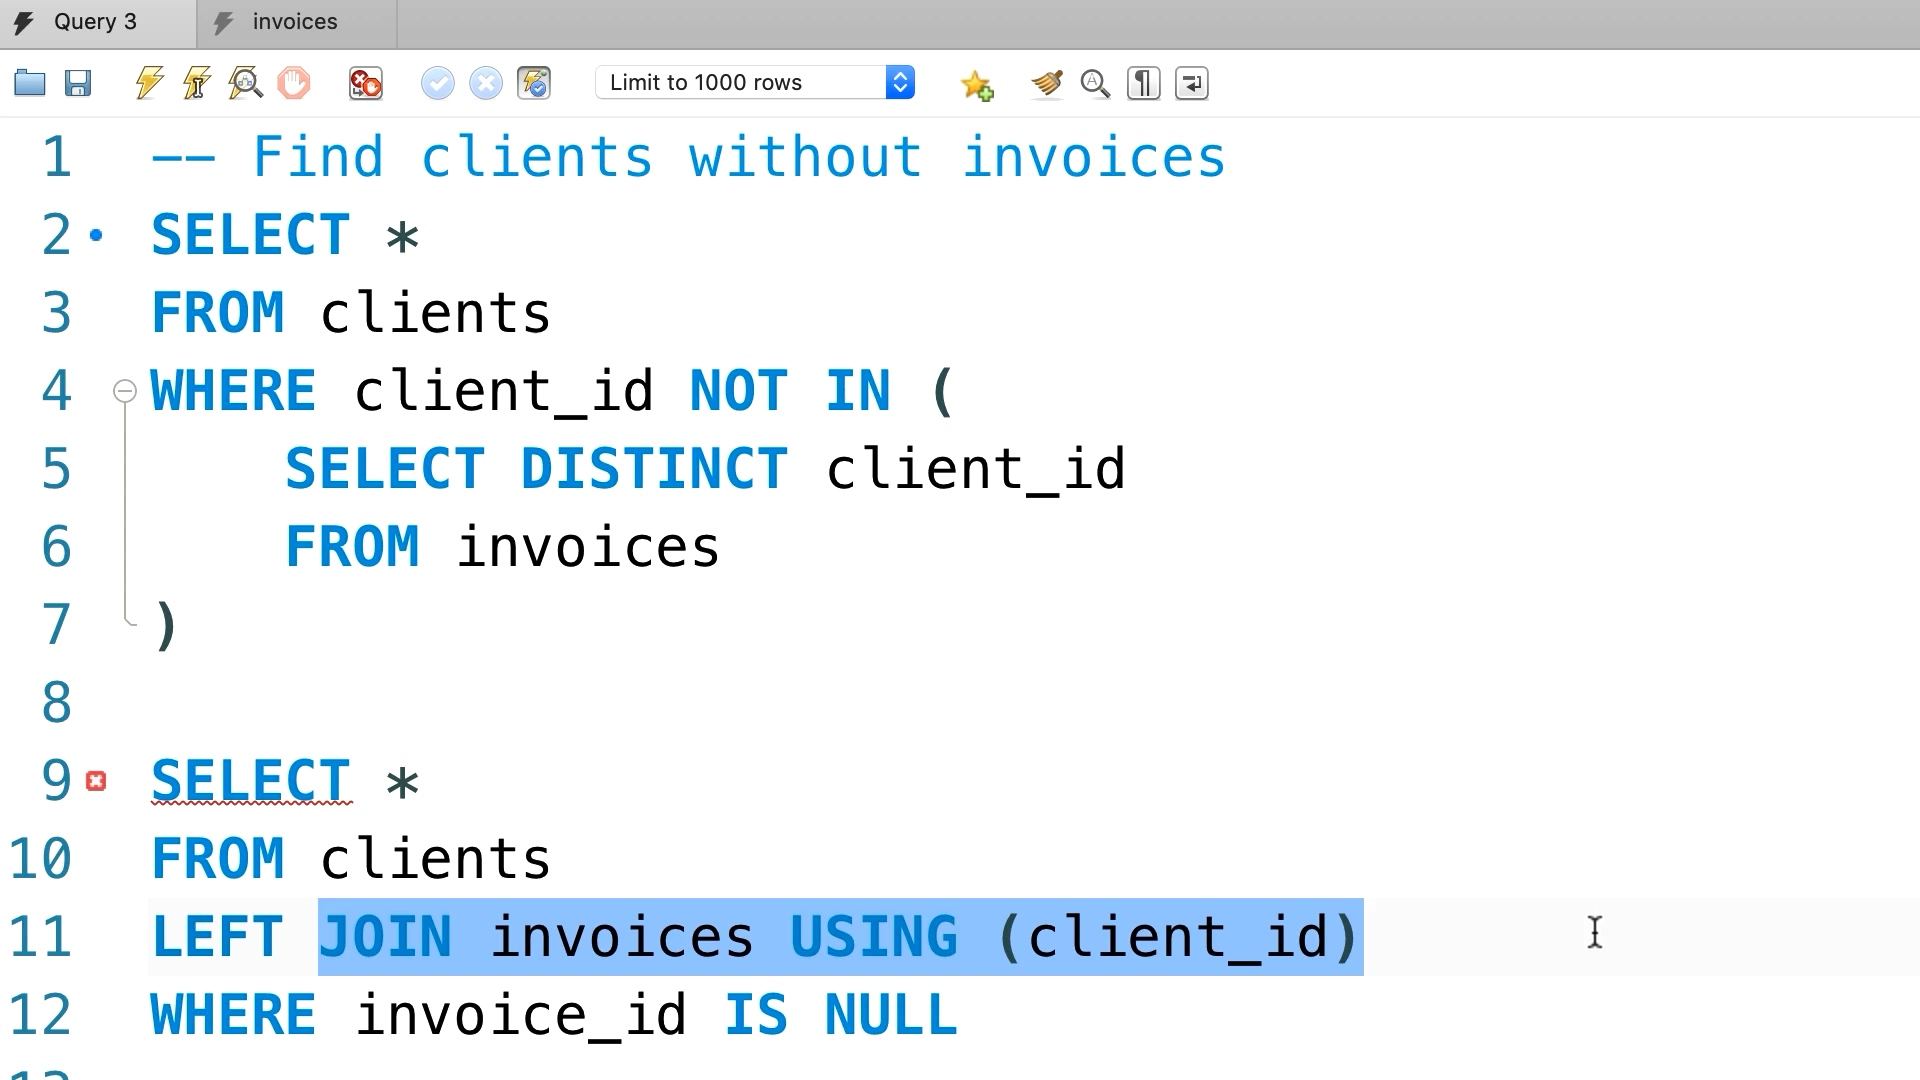 Query 3
invoices
Limit to 1000 rows
1 -- Find clients without invoices
2 SELECT *
3 FROM clients
4 WHERE client_id NOT IN (
5 SELECT DISTINCT client_id
6 FROM invoices
7 )
8
9 SELECT *
10 FROM clients
11 LEFT JOIN invoices USING (client_id)
12 WHERE invoice_id IS NULL